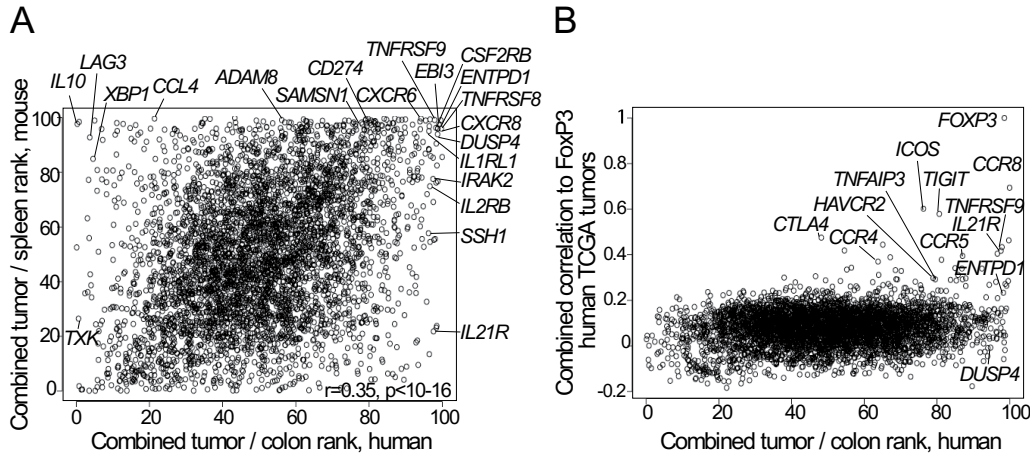 A
B
TNFRSF9
CSF2RB
LAG3
EBI3
ENTPD1
IL10
XBP1
CCL4
ADAM8
CD274
SAMSN1
CXCR6
TNFRSF8
CXCR8
DUSP4
IL1RL1
IRAK2
IL2RB
SSH1
IL21R
TXK
r=0.35, p<10-16
100
80
60
40
20
0
0
20
40
60
80
100
Combined tumor / spleen rank, mouse
Combined tumor / colon rank, human
FOXP3
ICOS
CCR8
TNFAIP3
TIGIT
HAVCR2
TNFRSF9
CTLA4
IL21R
CCR4
CCR5
ENTPD1
DUSP4
1
0.8
0.6
0.4
0.2
0
-0.2
0
20
40
60
80
100
Combined correlation to FoxP3
human TCGA tumors
Combined tumor / colon rank, human